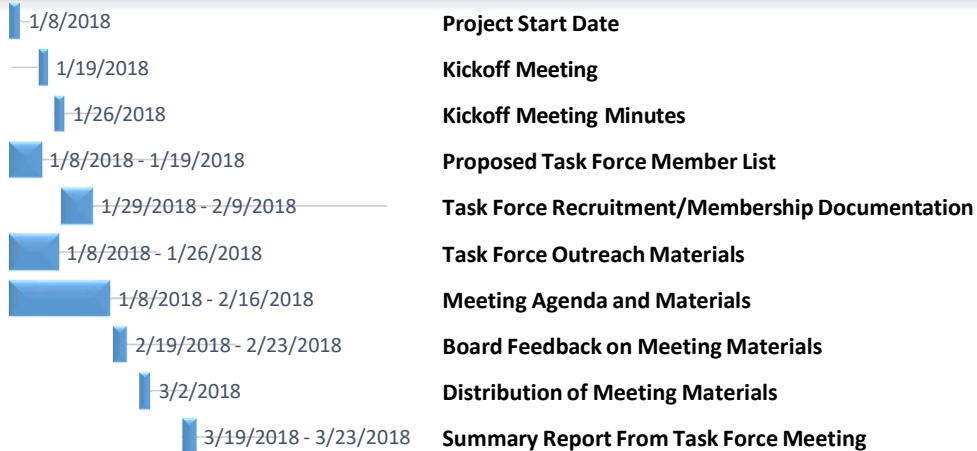 1/8/2018 Project Start Date
1/19/2018 Kickoff Meeting
1/26/2018 Kickoff Meeting Minutes
1/8/2018 - 1/19/2018 Proposed Task Force Member List
1/29/2018 - 2/9/2018 Task Force Recruitment/Membership Documentation
1/8/2018 - 1/26/2018 Task Force Outreach Materials
1/8/2018 - 2/16/2018 Meeting Agenda and Materials
2/19/2018 - 2/23/2018 Board Feedback on Meeting Materials
3/2/2018 Distribution of Meeting Materials
3/19/2018 - 3/23/2018 Summary Report From Task Force Meeting